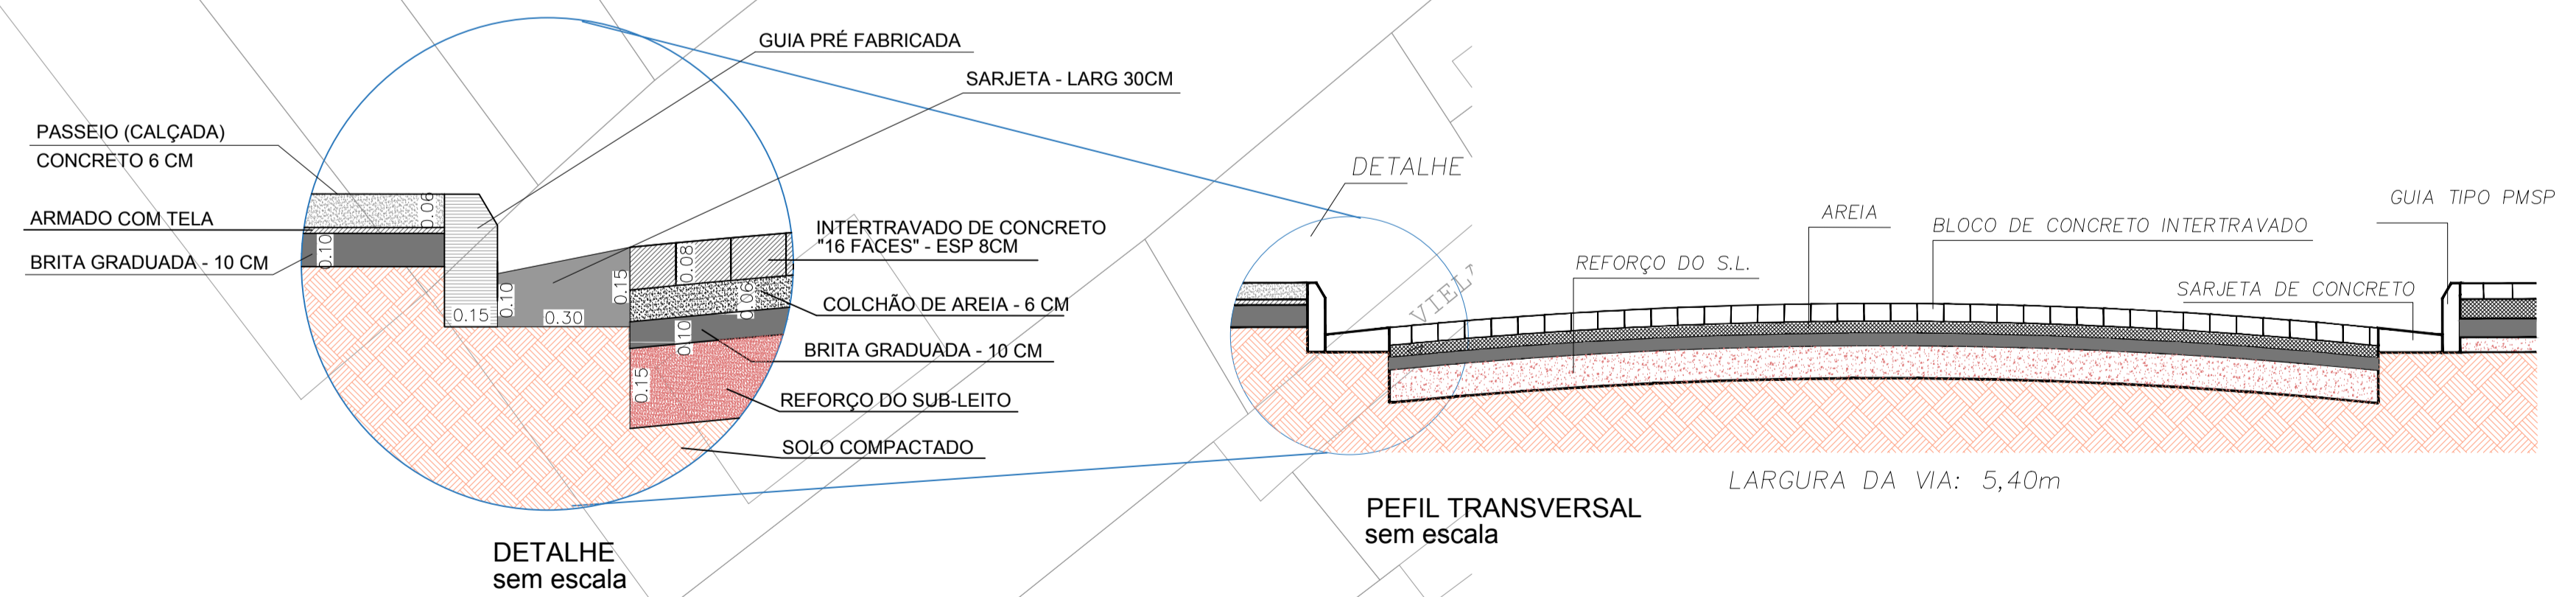 GUIA PRÉ FABRICADA
SARJETA - LARG 30CM
PASSEIO (CALÇADA)
CONCRETO 6 CM
ARMADO COM TELA
BRITA GRADUADA - 10 CM
0.06
0.10
0.15
0.10
0.30
0.15
0.08
0.06
0.10
0.15
INTERTRAVADO DE CONCRETO
"16 FACES" - ESP 8CM
COLCHÃO DE AREIA - 6 CM
BRITA GRADUADA - 10 CM
REFORÇO DO SUB-LEITO
SOLO COMPACTADO
DETALHE
sem escala
DETALHE
REFORÇO DO S.L.
AREIA
BLOCO DE CONCRETO INTERTRAVADO
GUIA TIPO PMSP
SARJETA DE CONCRETO
LARGURA DA VIA: 5,40m
PEFIL TRANSVERSAL
sem escala